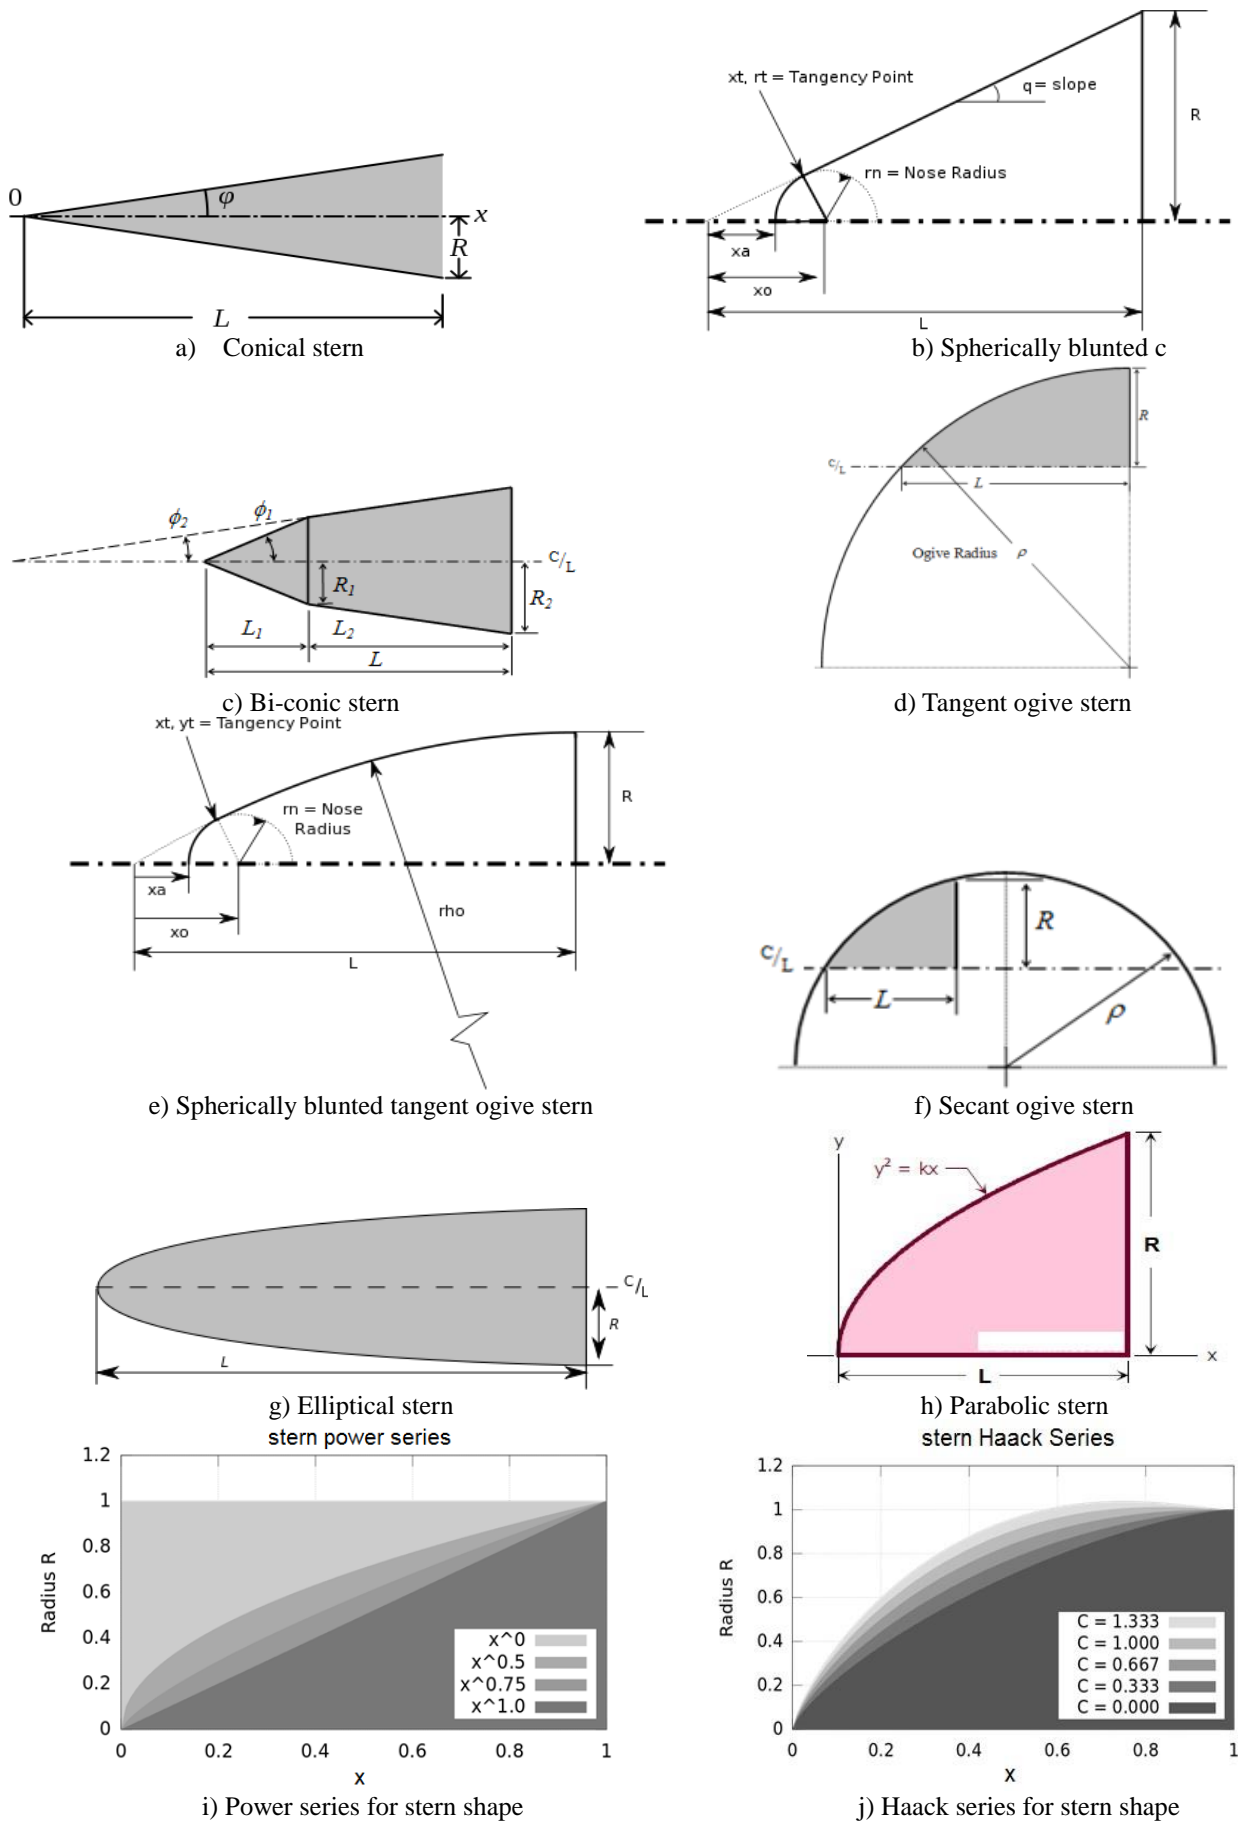 0
φ
x
R
L
a) Conical stern
xt, rt = Tangency Point
q= slope
R
rn = Nose Radius
xa
xo
L
b) Spherically blunted c
ϕ2
ϕ1
C/L
R1
R2
L1
L2
L
c) Bi-conic stern
R
C/L
L
Ogive Radius
ρ
d) Tangent ogive stern
xt, yt = Tangency Point
rn = Nose
Radius
R
xa
rho
xo
L
e) Spherically blunted tangent ogive stern
R
C/L
L
ρ
f) Secant ogive stern
C/L
R
L
g) Elliptical stern
y
y² = kx
R
x
L
h) Parabolic stern
stern power series
1.2
1
0.8
0.6
0.4
0.2
0
Radius R
x^0
x^0.5
x^0.75
x^1.0
0 0.2 0.4 0.6 0.8 1
x
i) Power series for stern shape
stern Haack Series
1.2
1
0.8
0.6
0.4
0.2
0
Radius R
C = 1.333
C = 1.000
C = 0.667
C = 0.333
C = 0.000
0 0.2 0.4 0.6 0.8 1
x
j) Haack series for stern shape